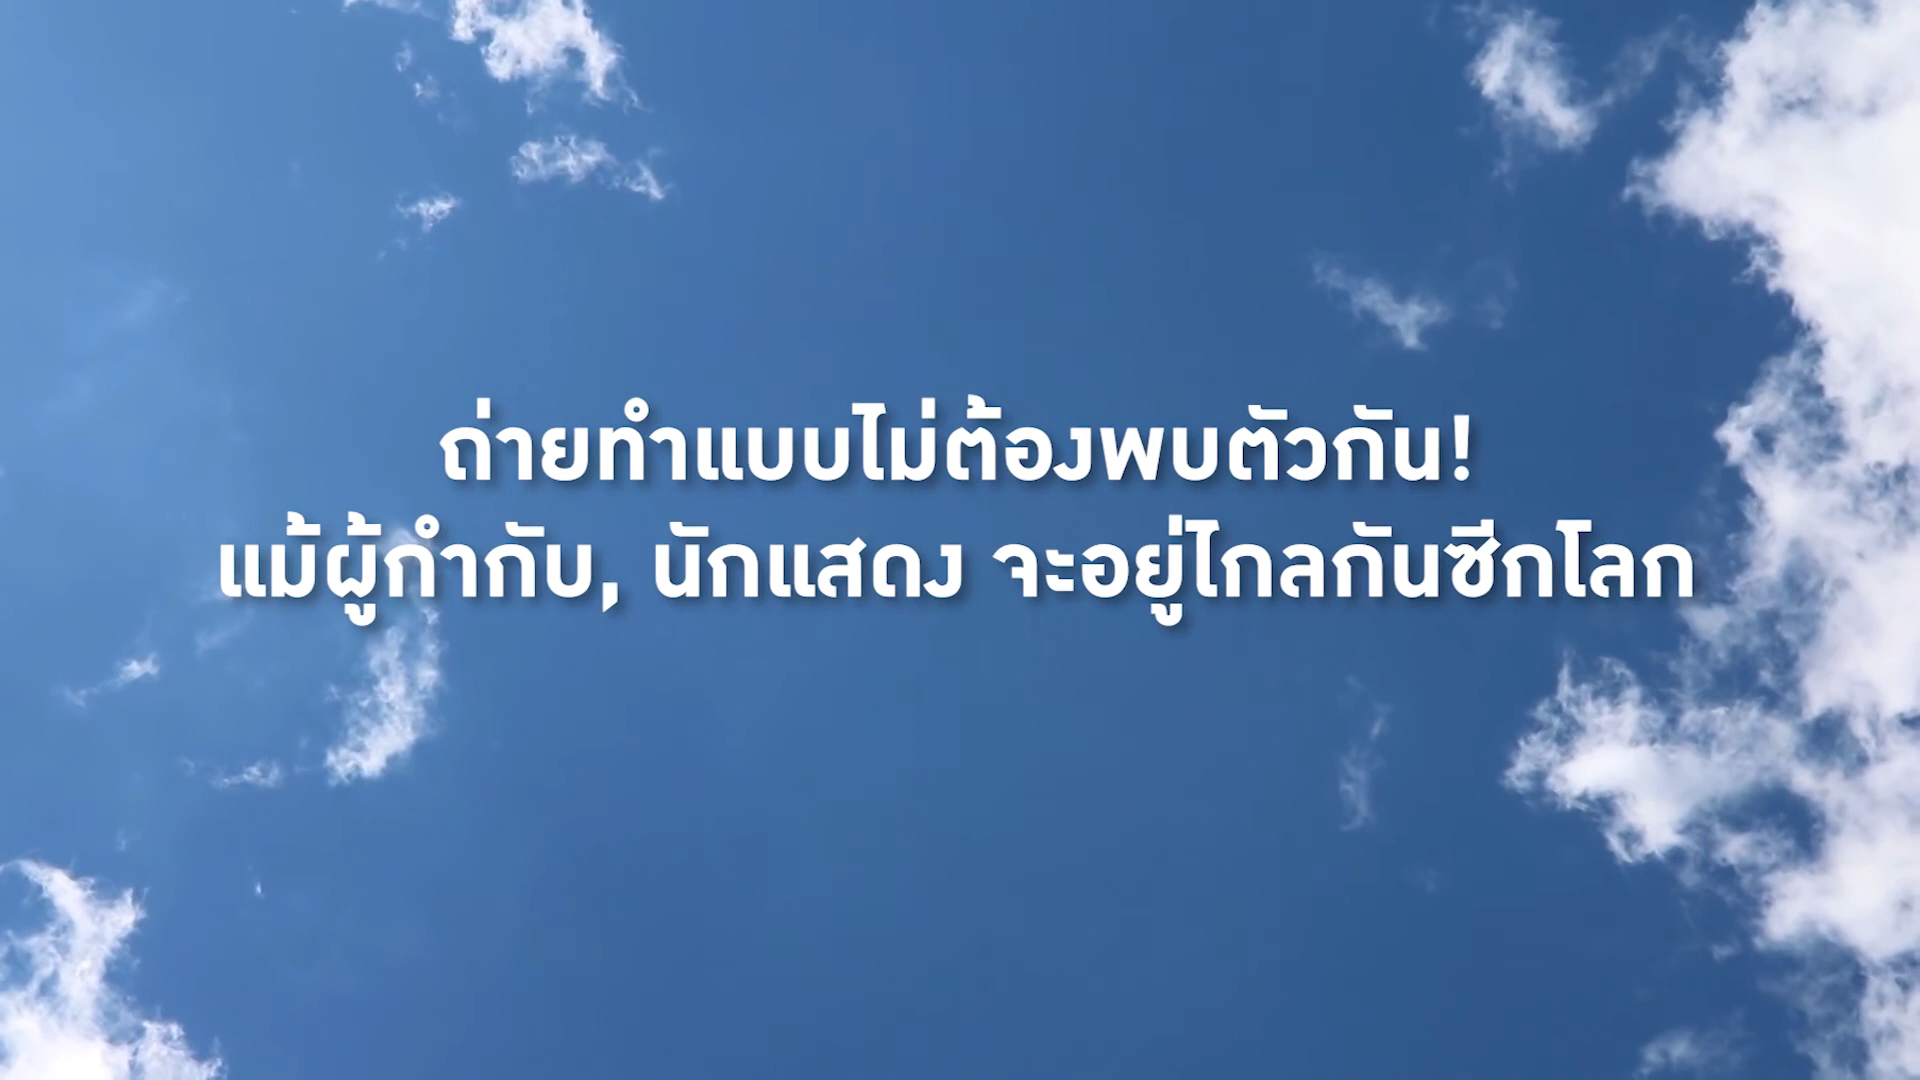 ถ่ายทำแบบไม่ต้องพบตัวกัน!
แม้ผู้กำกับ, นักแสดง จะอยู่ไกลกันซีกโลก